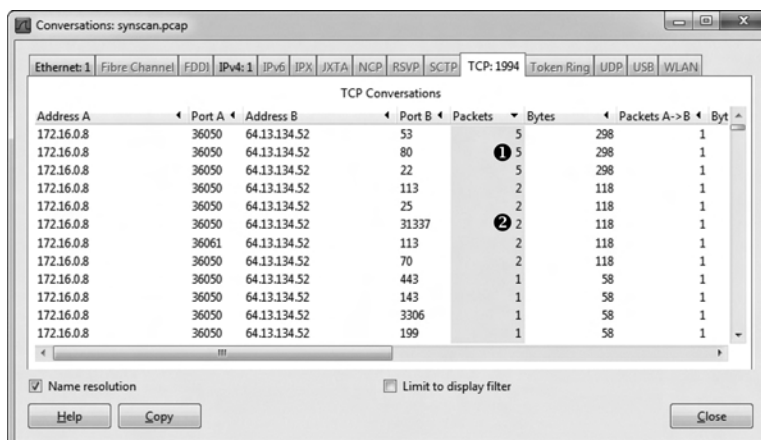 Conversations: synscan.pcap
Ethernet: 1 Fibre Channel FDDI IPv4: 1 IPv6 IPX JXTA NCP RSVP SCTP TCP: 1994 Token Ring UDP USB WLAN
TCP Conversations
Address A Port A Address B Port B Packets Bytes Packets A->B Byt
172.16.0.8 36050 64.13.134.52 53 5 298 1
172.16.0.8 36050 64.13.134.52 80 ❶ 5 298 1
172.16.0.8 36050 64.13.134.52 22 5 298 1
172.16.0.8 36050 64.13.134.52 113 2 118 1
172.16.0.8 36050 64.13.134.52 25 2 118 1
172.16.0.8 36050 64.13.134.52 31337 ❷ 2 118 1
172.16.0.8 36061 64.13.134.52 113 2 118 1
172.16.0.8 36050 64.13.134.52 70 2 118 1
172.16.0.8 36050 64.13.134.52 443 1 58 1
172.16.0.8 36050 64.13.134.52 143 1 58 1
172.16.0.8 36050 64.13.134.52 3306 1 58 1
172.16.0.8 36050 64.13.134.52 199 1 58 1
Name resolution Limit to display filter
Help Copy Close